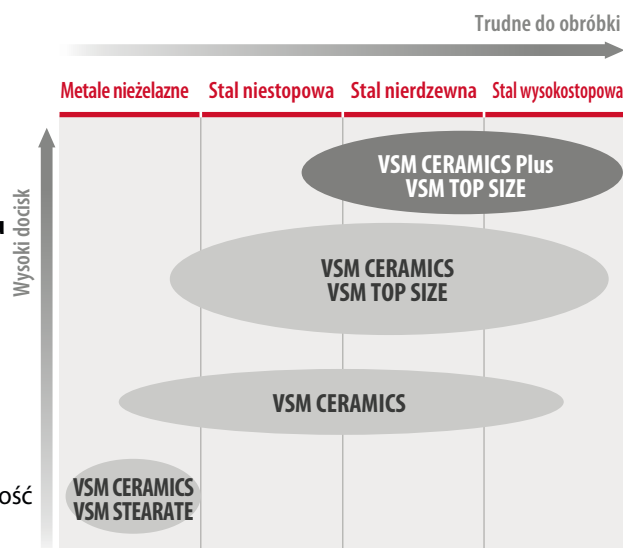 Trudne do obróbki
Metale nieżelazne Stal niestopowa Stal nierdzewna Stal wysokostopowa
Wysoki docisk
VSM CERAMICS Plus
VSM TOP SIZE
VSM CERAMICS
VSM TOP SIZE
VSM CERAMICS
VSM CERAMICS
VSM STEARATE
ość